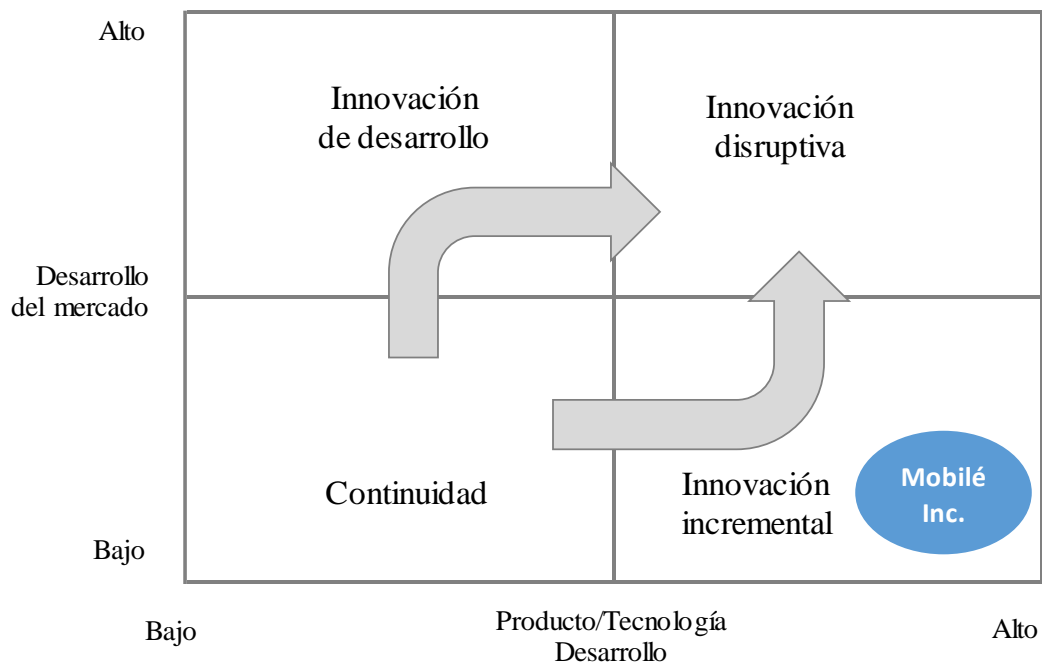 Alto
Innovación
de desarrollo
Innovación
disruptiva
Desarrollo
del mercado
Continuidad
Innovación
incremental
Mobilé
Inc.
Bajo
Bajo
Producto/Tecnología
Desarrollo
Alto